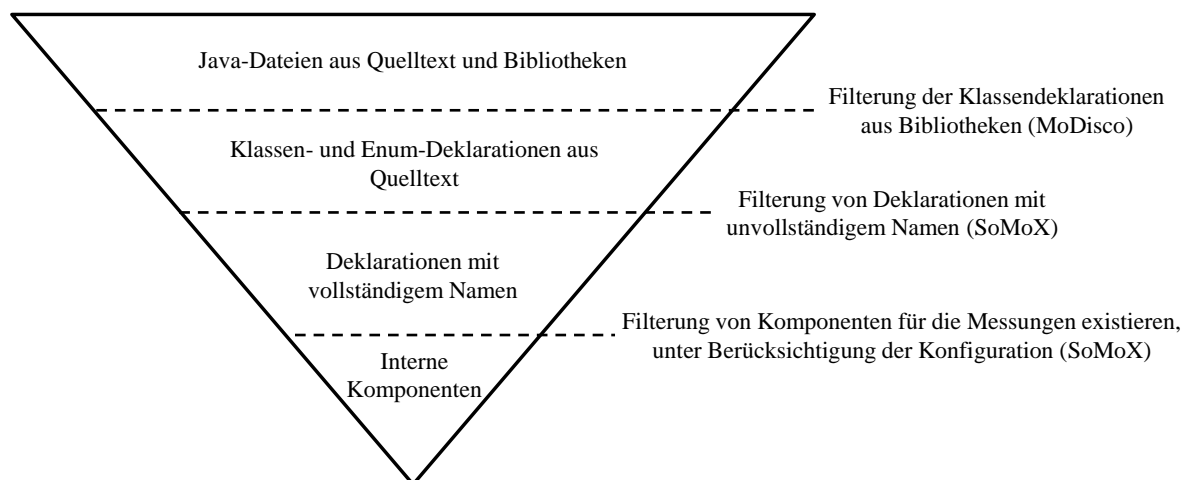 Java-Dateien aus Quelltext und Bibliotheken
Filterung der Klassendeklarationen
aus Bibliotheken (MoDisco)
Klassen- und Enum-Deklarationen aus
Quelltext
Filterung von Deklarationen mit
unvollständigem Namen (SoMoX)
Deklarationen mit
vollständigem Namen
Filterung von Komponenten für die Messungen existieren,
unter Berücksichtigung der Konfiguration (SoMoX)
Interne
Komponenten